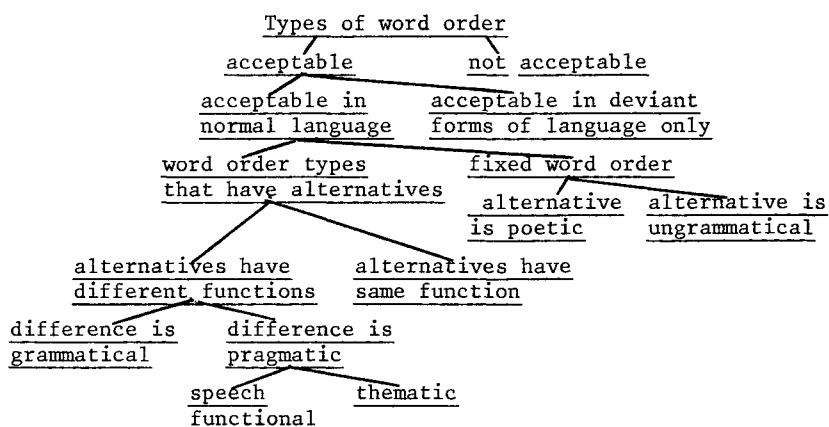 Types of word order
acceptable not acceptable
acceptable in acceptable in deviant
normal language forms of language only
word order types fixed word order
that have alternatives
alternative alternative is
is poetic ungrammatical
alternatives have alternatives have
different functions same function
difference is difference is
grammatical pragmatic
speech thematic
functional